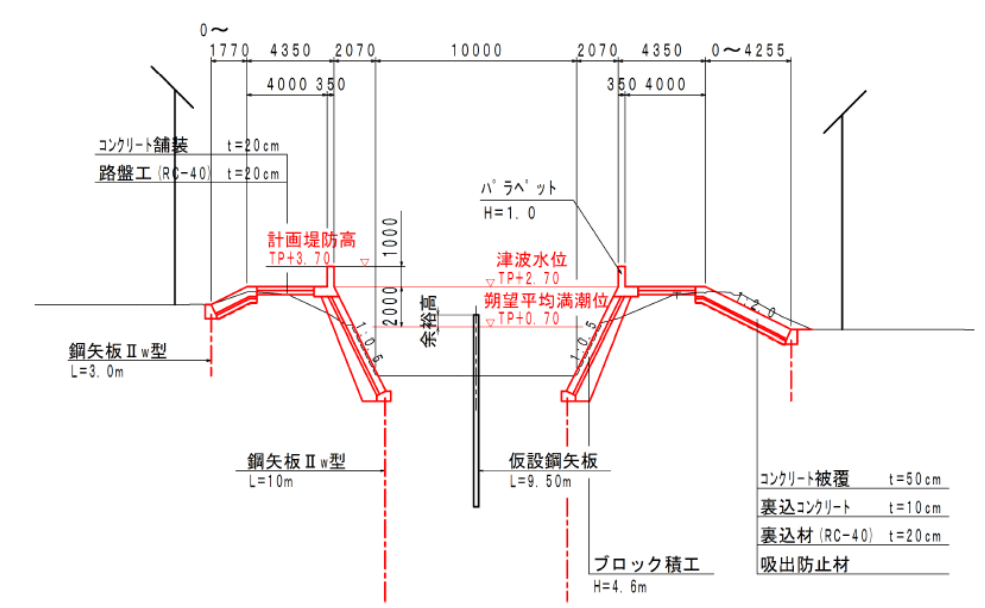 0～
1770 4350 2070 10000 2070 4350 0～4255
4000 350 350 4000
コンクリート舗装 t=20cm
路盤工(RC-40) t=20cm
パラペット
H=1.0
計画堤防高
TP+3.70
1000
2000
津波水位
TP+2.70
朔望平均満潮位
TP+0.70
余裕高
1:0.5
1:0.5
1:2.0
鋼矢板Ⅱw型
L=3.0m
鋼矢板Ⅱw型
L=10m
仮設鋼矢板
L=9.50m
コンクリート被覆 t=50cm
裏込コンクリート t=10cm
裏込材(RC-40) t=20cm
吸出防止材
ブロック積工
H=4.6m